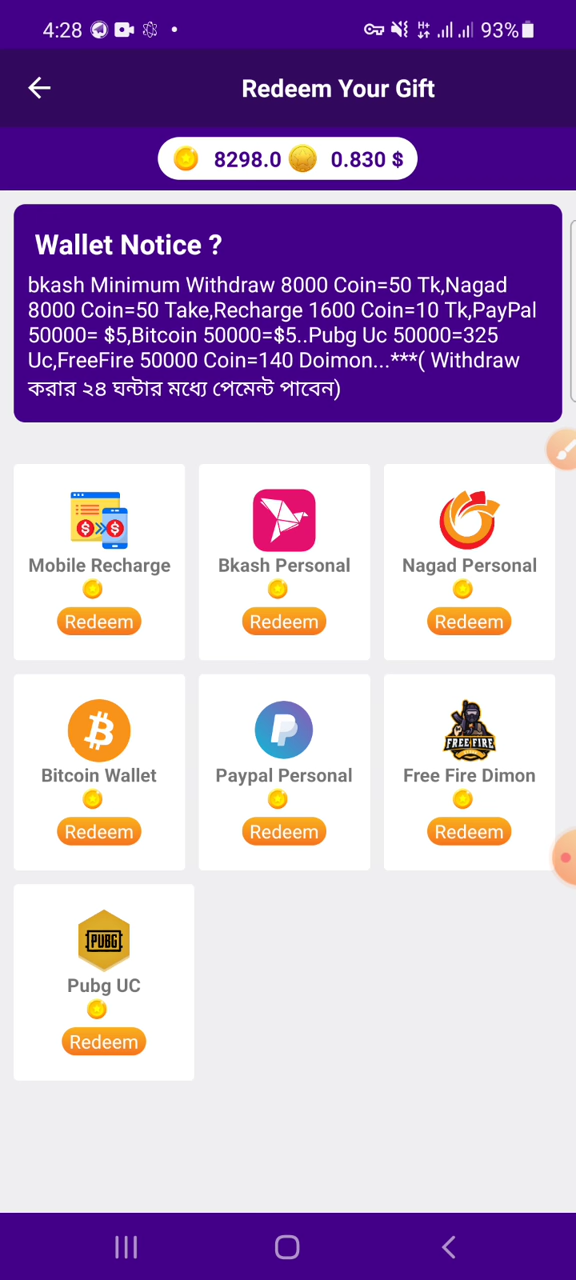 4:28
H+
93%
Redeem Your Gift
8298.0 0.830 $
Wallet Notice ?
bkash Minimum Withdraw 8000 Coin=50 Tk,Nagad
8000 Coin=50 Take,Recharge 1600 Coin=10 Tk,PayPal
50000= $5,Bitcoin 50000=$5..Pubg Uc 50000=325
Uc,FreeFire 50000 Coin=140 Doimon...***( Withdraw
করার ২৪ ঘন্টার মধ্যে পেমেন্ট পাবেন)
Mobile Recharge
Bkash Personal
Nagad Personal
Redeem
Redeem
Redeem
FREE FIRE
Bitcoin Wallet
Paypal Personal
Free Fire Dimon
Redeem
Redeem
Redeem
PUBG
Pubg UC
Redeem